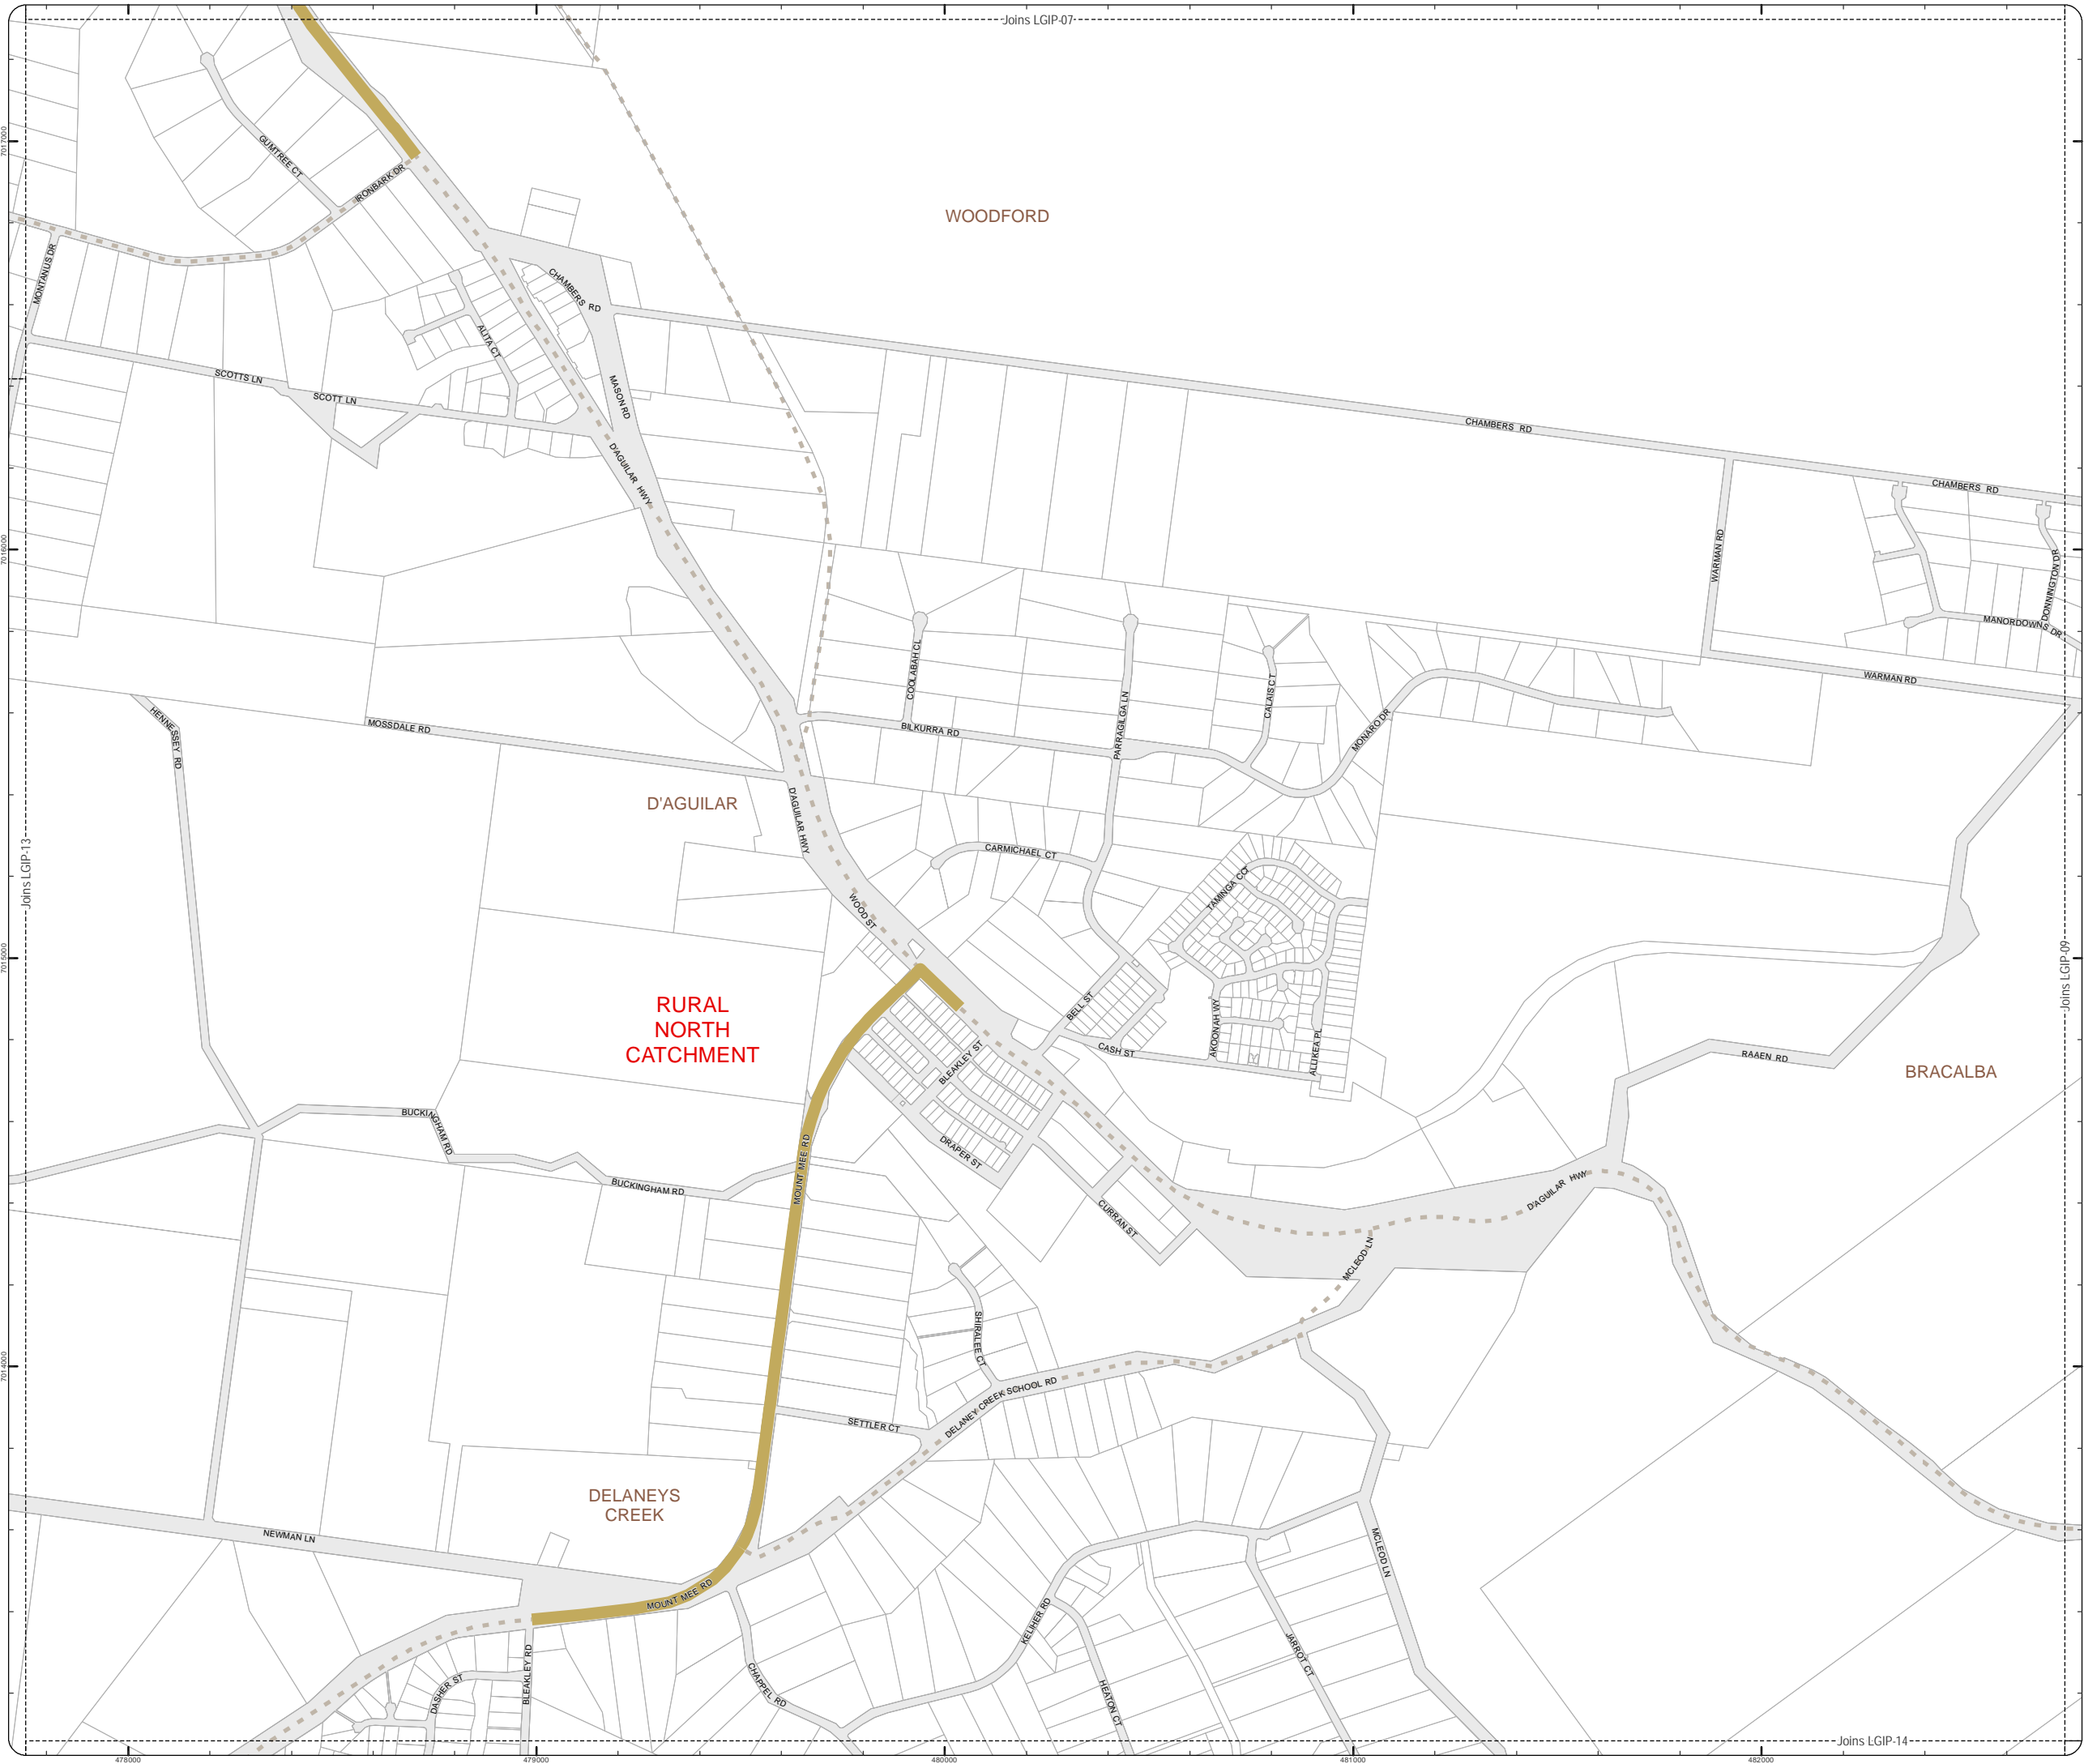 Joins LGIP-07
7017000
GUMTREE CT
IRONBARK DR
WOODFORD
MONTANUS DR
CHAMBERS RD
ALITA CT
SCOTTS LN
SCOTT LN
MASON RD
CHAMBERS RD
D'AGUILAR HWY
CHAMBERS RD
7016000
WARMAN RD
DONNINGTON DR
MANORDOWNS DR
COOLABAH CL
PARRAGILGA LN
CALAIS CT
WARMAN RD
HENNESSEY RD
MOSSDALE RD
BILKURRA RD
MONARO DR
D'AGUILAR
D'AGUILAR HWY
Joins LGIP-13
CARMICHAEL CT
TAMINGA CCT
WOOD ST
7015000
Joins LGIP-09
RURAL
NORTH
CATCHMENT
BELL ST
AKOONAH WY
ALLIKEA PL
CASH ST
BLEAKLEY ST
RAAEN RD
BRACALBA
BUCKINGHAM RD
DRAPER ST
MOUNT MEE RD
BUCKINGHAM RD
D'AGUILAR HWY
CURRAN ST
MCLEOD LN
SHIRALEE CT
7014000
DELANEY CREEK SCHOOL RD
SETTLER CT
DELANEYS
CREEK
NEWMAN LN
MCLEOD LN
MOUNT MEE RD
KELIHER RD
JARROT CT
BLEAKLEY RD
DASHER ST
CHAPPEL RD
HEATON CT
Joins LGIP-14
478000
479000
480000
481000
482000